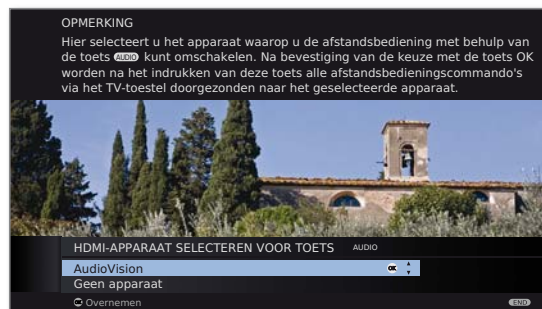 OPMERKING
Hier selecteert u het apparaat waarop u de afstandsbediening met behulp van
de toets AUDIO kunt omschakelen. Na bevestiging van de keuze met de toets OK
worden na het indrukken van deze toets alle afstandsbedieningscommando's
via het TV-toestel doorgezonden naar het geselecteerde apparaat.
HDMI-APPARAAT SELECTEREN VOOR TOETS AUDIO
AudioVision OK
Geen apparaat
OK Overnemen END